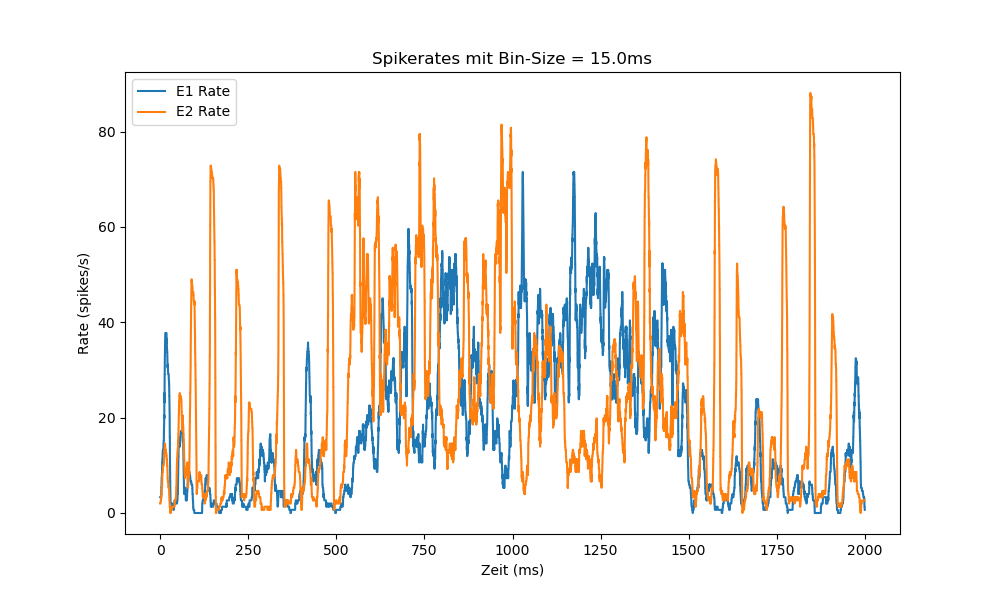 Spikerates mit Bin-Size = 15.0ms
E1 Rate
E2 Rate
Rate (spikes/s)
80
60
40
20
0
0 250 500 750 1000 1250 1500 1750 2000
Zeit (ms)